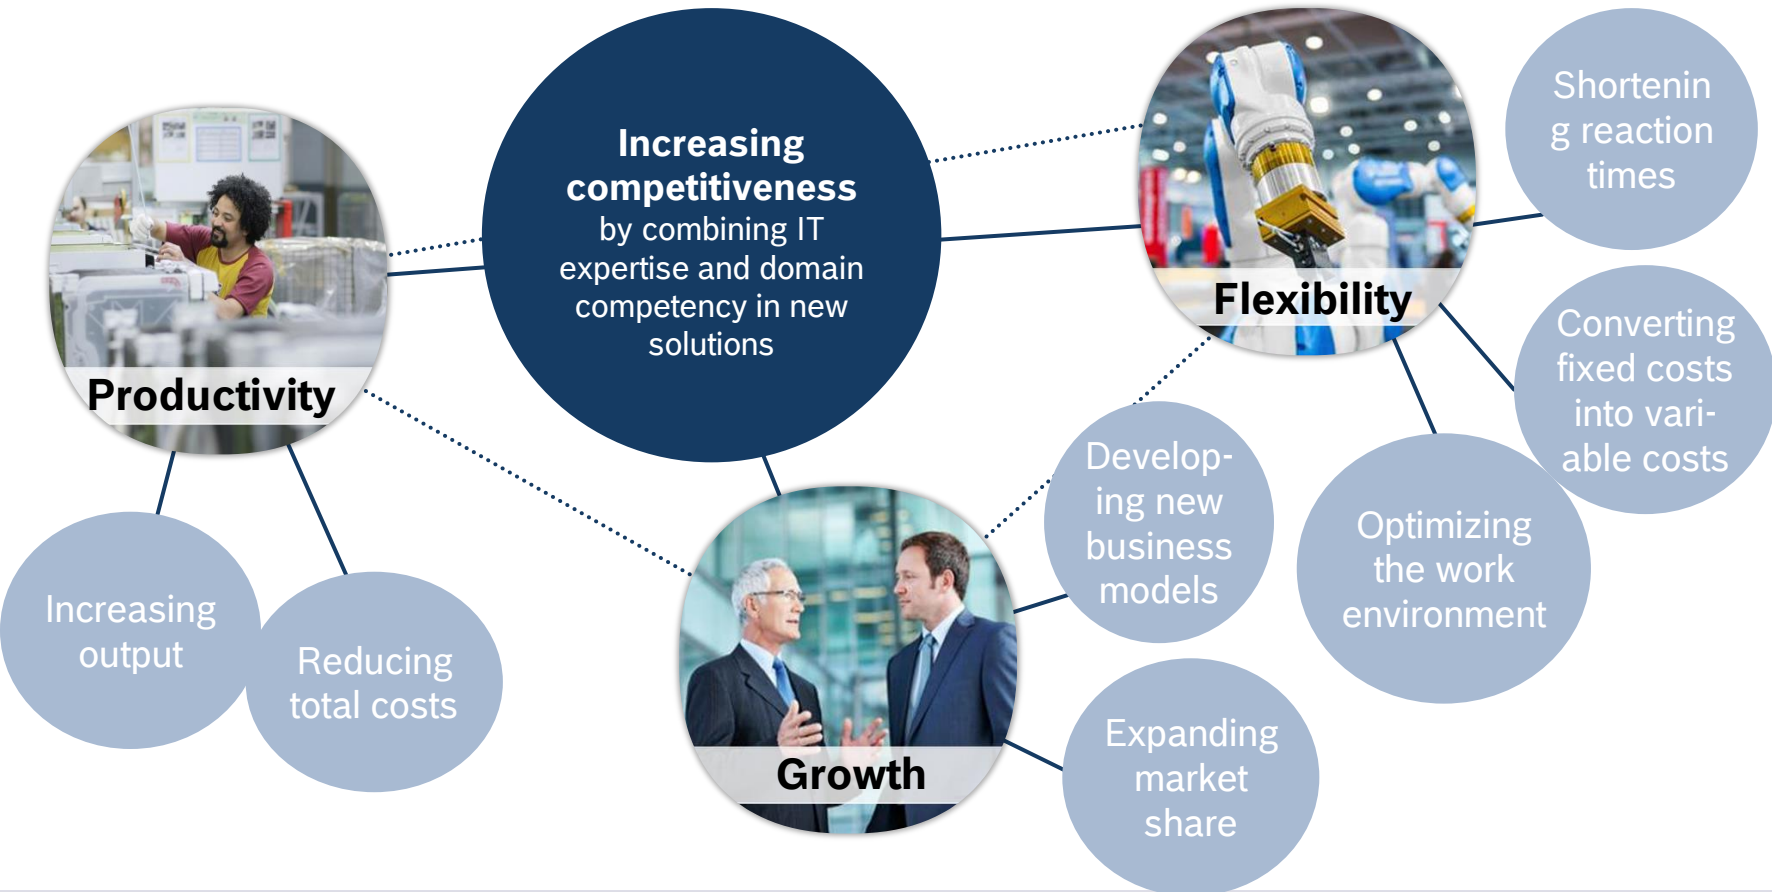 Increasing
competitiveness
by combining IT
expertise and domain
competency in new
solutions
Productivity
Increasing
output
Reducing
total costs
Flexibility
Shortenin
g reaction
times
Converting
fixed costs
into vari-
able costs
Optimizing
the work
environment
Growth
Develop-
ing new
business
models
Expanding
market
share